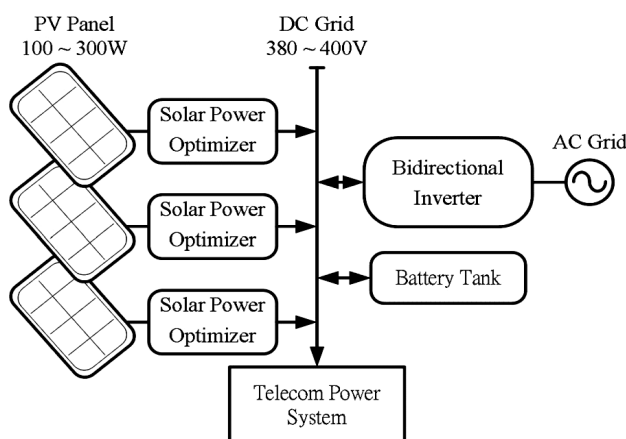 PV Panel
100 ~ 300W
DC Grid
380 ~ 400V
Solar Power
Optimizer
Bidirectional
Inverter
AC Grid
Solar Power
Optimizer
Battery Tank
Solar Power
Optimizer
Telecom Power
System